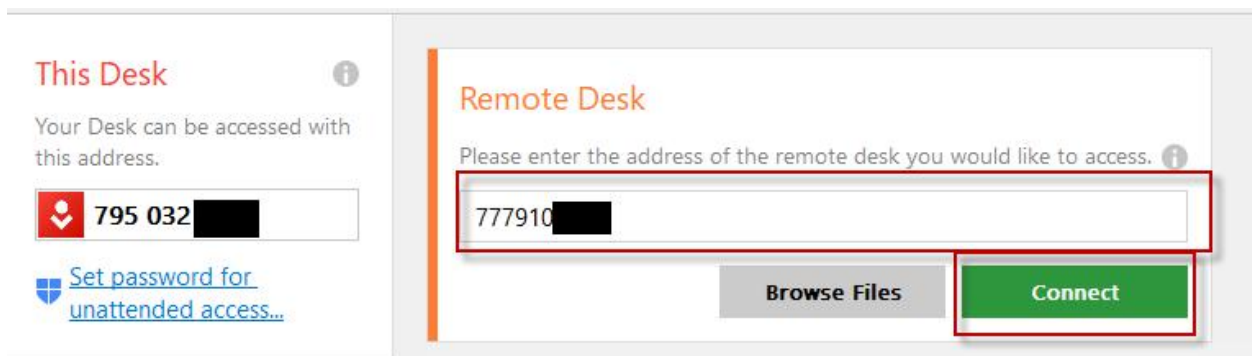 This Desk
Your Desk can be accessed with
this address.
795 032
Set password for
unattended access...
Remote Desk
Please enter the address of the remote desk you would like to access.
777910
Browse Files
Connect